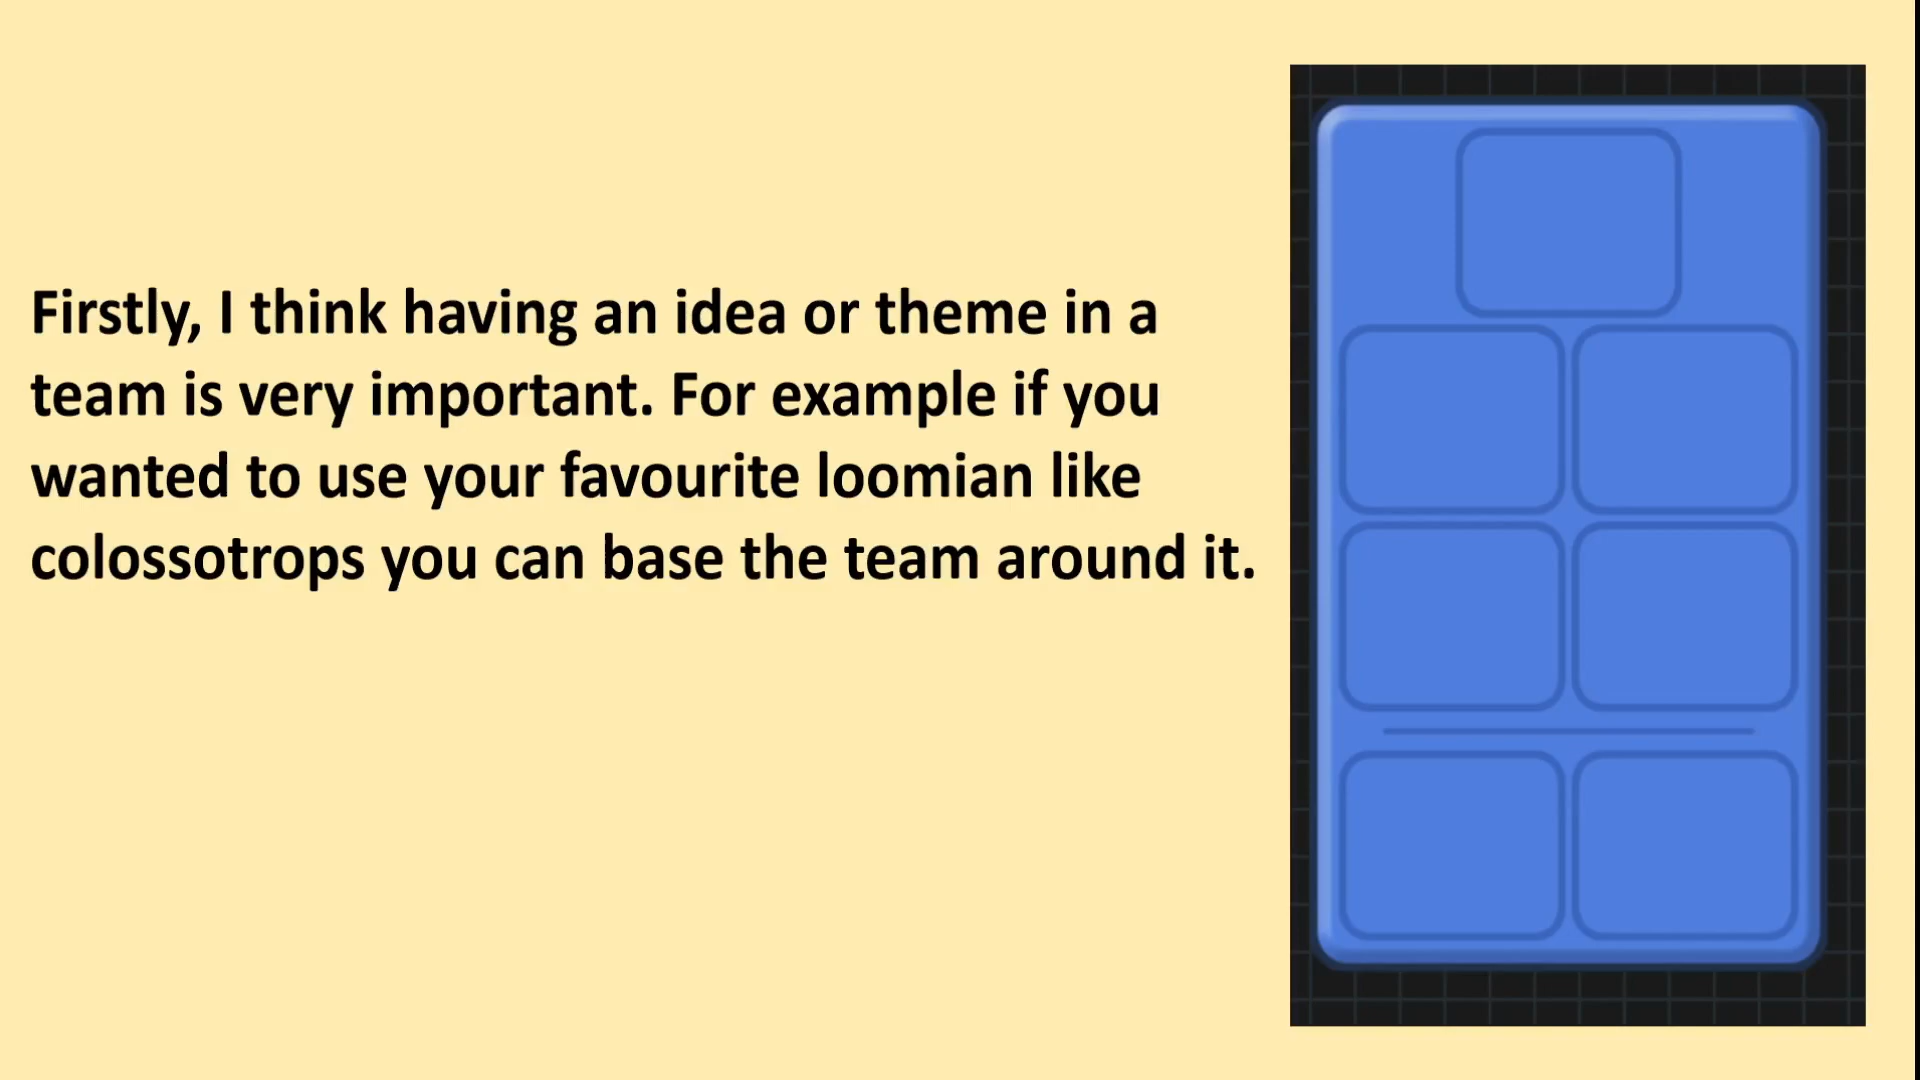 Firstly, I think having an idea or theme in a
team is very important. For example if you
wanted to use your favourite loomian like
colossotrops you can base the team around it.